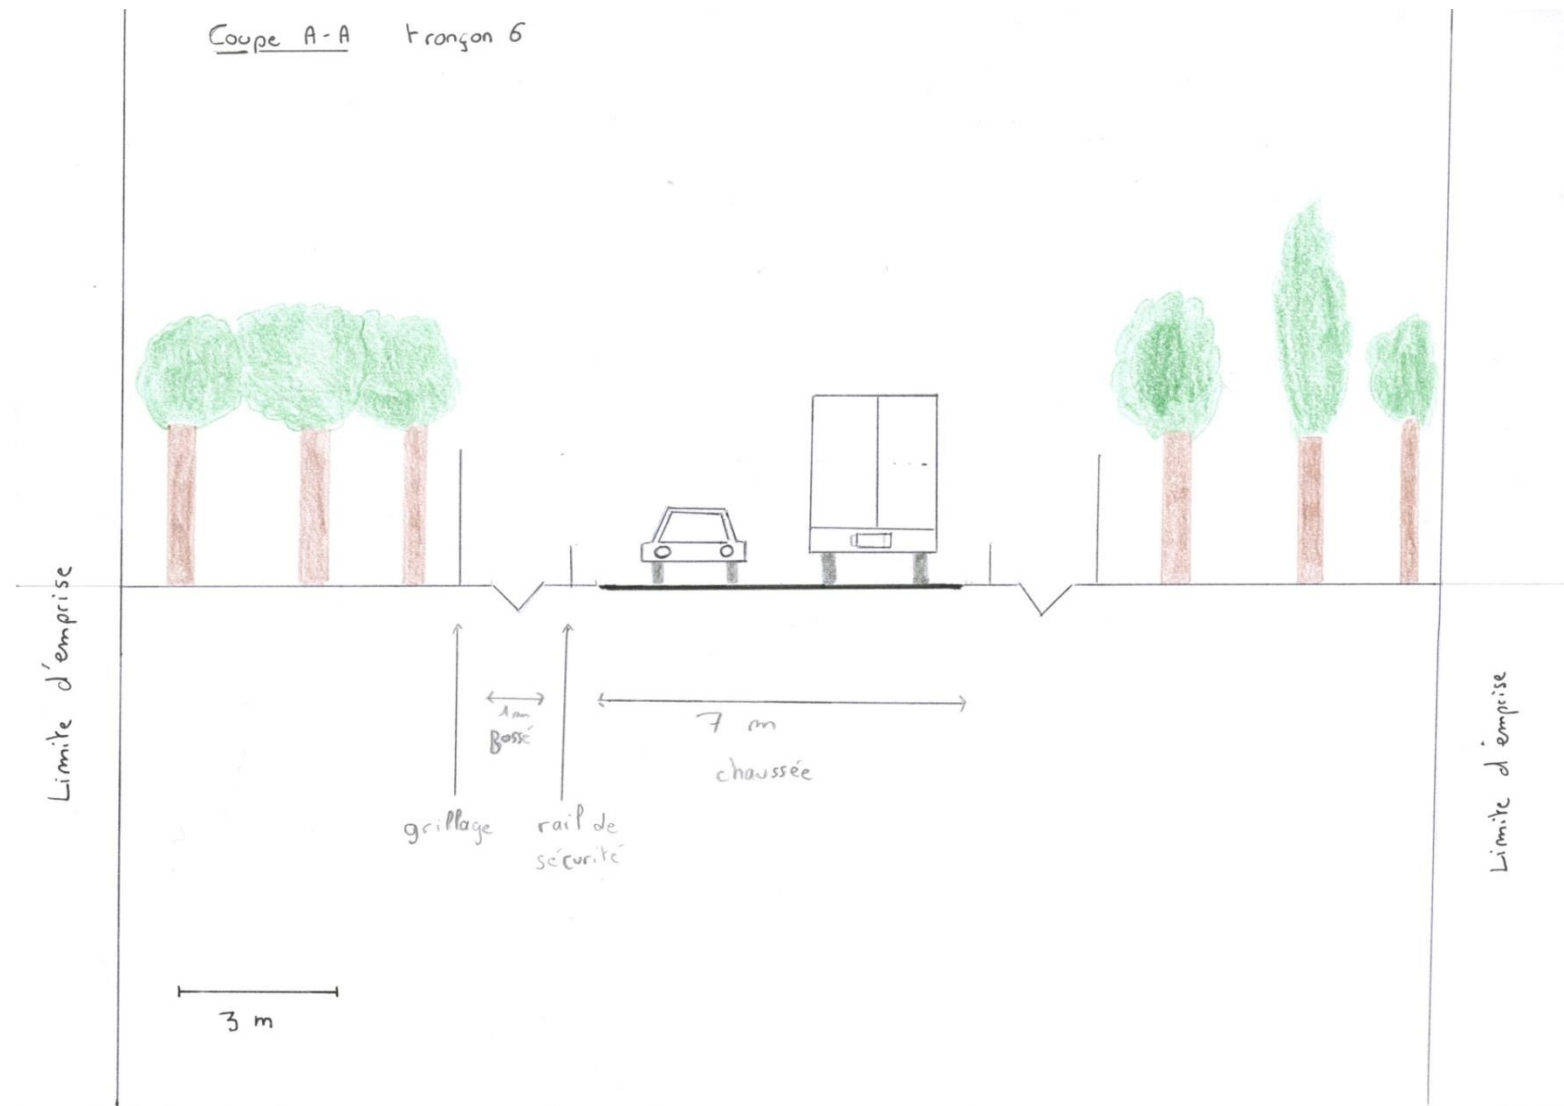 Coupe A-A tronçon 6
Limite d'emprise
Limite d'emprise
1m
Fossé
7 m
chaussée
grillage
rail de
sécurité
3 m